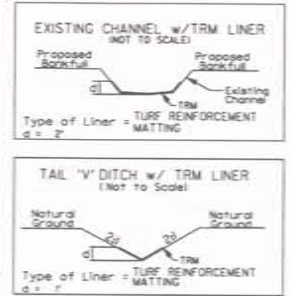 EXISTING CHANNEL w/TRM LINER
(NOT TO SCALE)
Proposed Bankfull
Proposed Bankfull
d
Existing Channel
TRM
Type of Liner = TURF REINFORCEMENT MATTING
d = 2'
TAIL 'V' DITCH w/ TRM LINER
(Not to Scale)
Natural Ground
Natural Ground
2d
2d
d
TRM
Type of Liner = TURF REINFORCEMENT MATTING
d = 1'